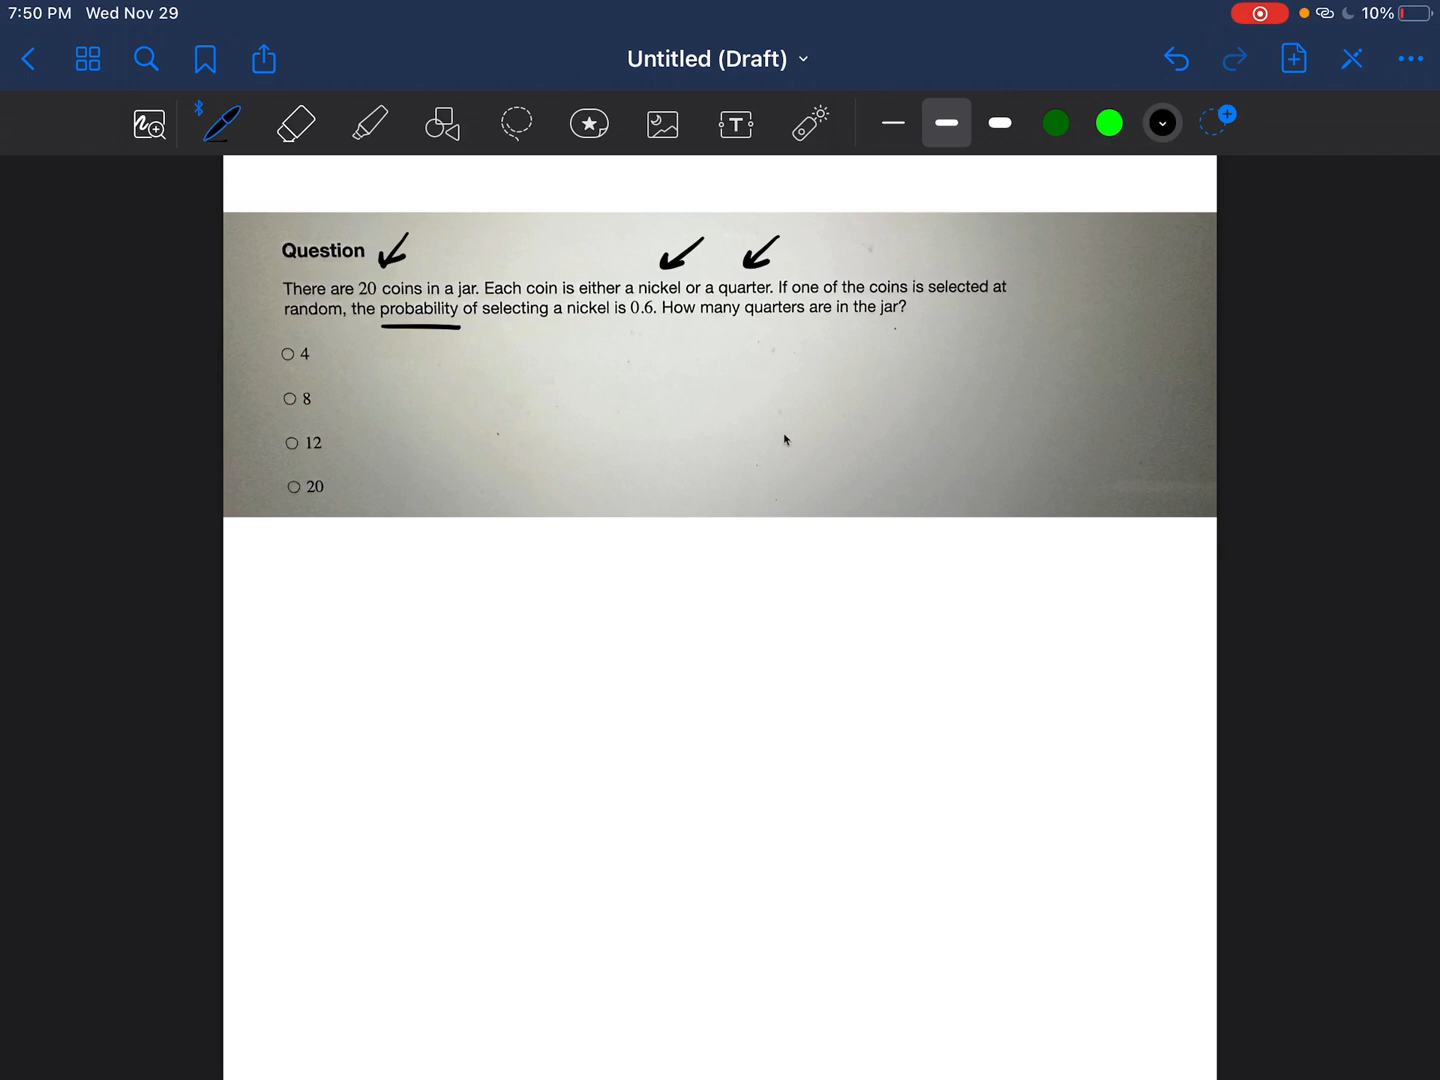 7:50 PM Wed Nov 29
10%
Untitled (Draft)
T
Question
There are 20 coins in a jar. Each coin is either a nickel or a quarter. If one of the coins is selected at
random, the probability of selecting a nickel is 0.6. How many quarters are in the jar?
4
8
12
20